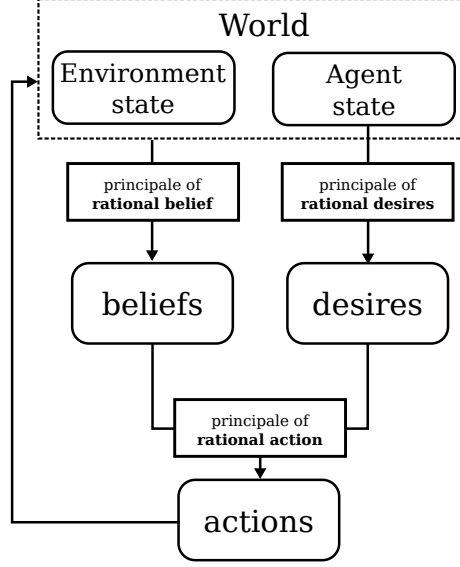 World
Environment
state
Agent
state
principale of
rational belief
principale of
rational desires
beliefs
desires
principale of
rational action
actions